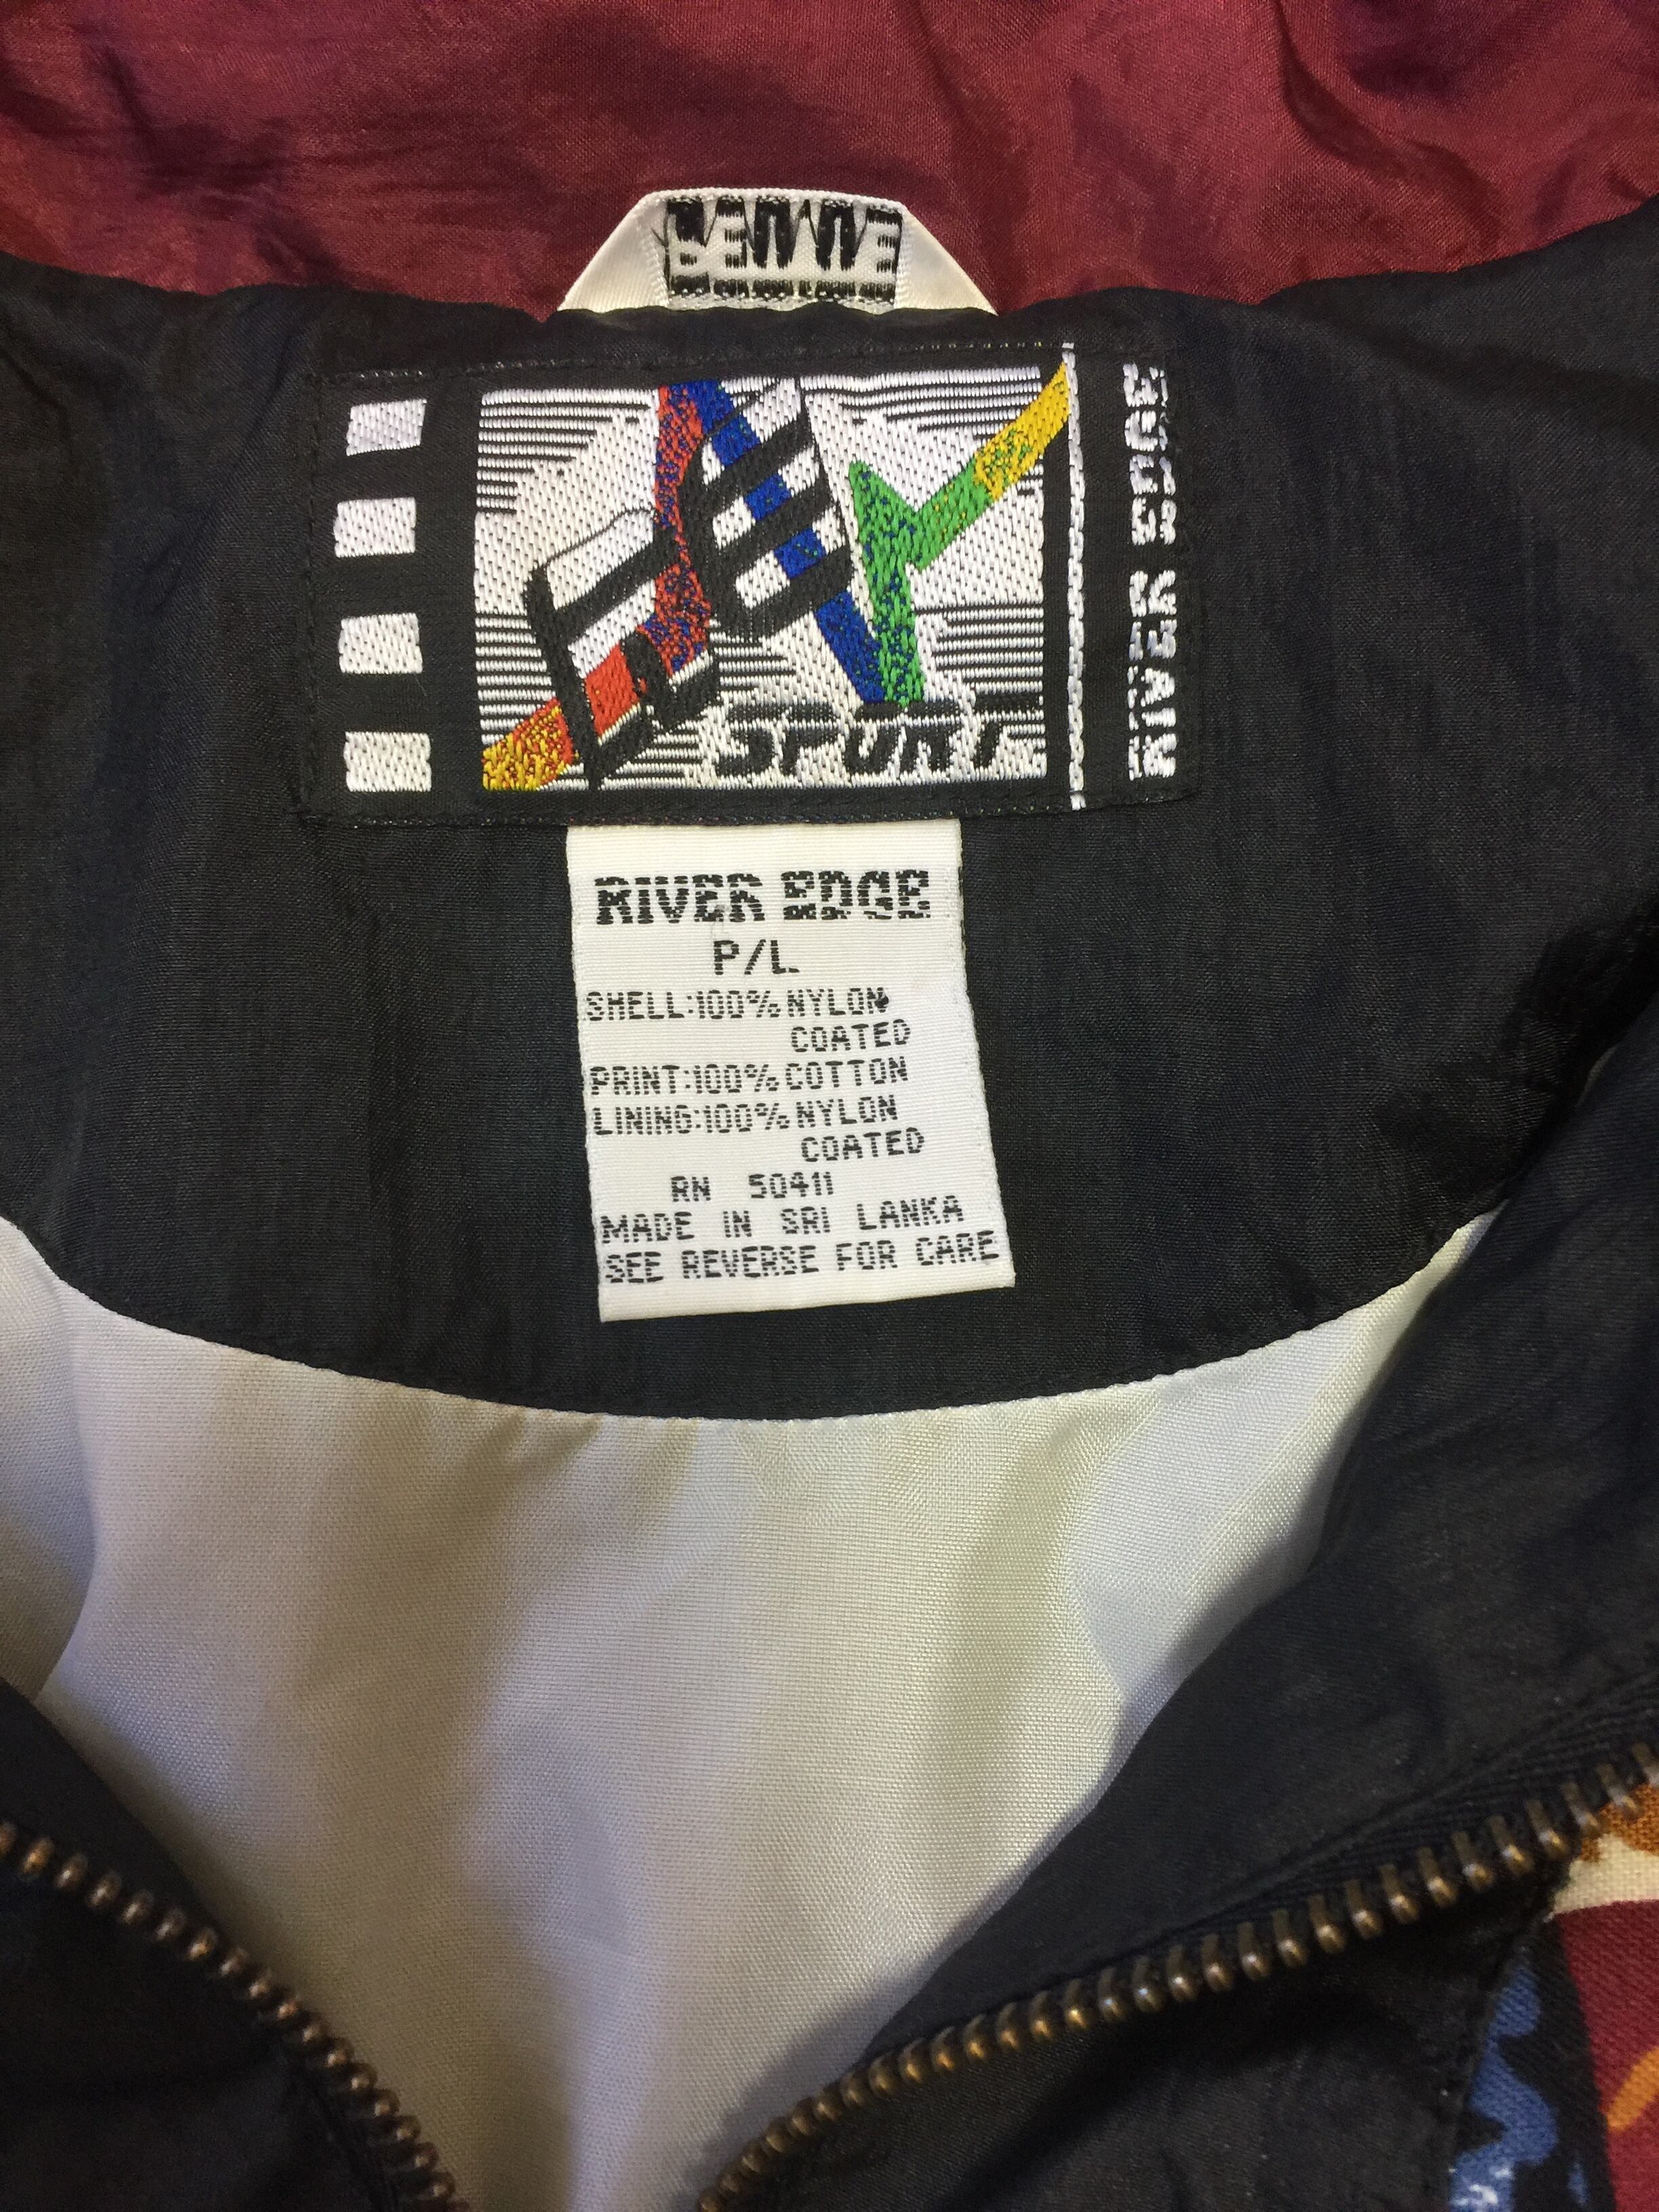 SPORT
RIVER EDGE
RIVER EDGE
P/L
SHELL:100% NYLON
COATED
PRINT:100% COTTON
LINING:100% NYLON
COATED
RN 50411
MADE IN SRI LANKA
SEE REVERSE FOR CARE